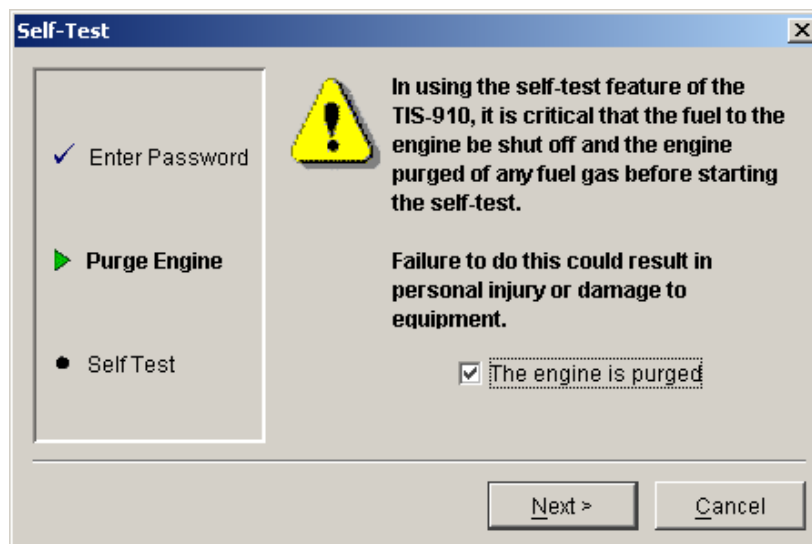 Self-Test
Enter Password
Purge Engine
Self Test
In using the self-test feature of the
TIS-910, it is critical that the fuel to the
engine be shut off and the engine
purged of any fuel gas before starting
the self-test.
Failure to do this could result in
personal injury or damage to
equipment.
The engine is purged
Next >
Cancel